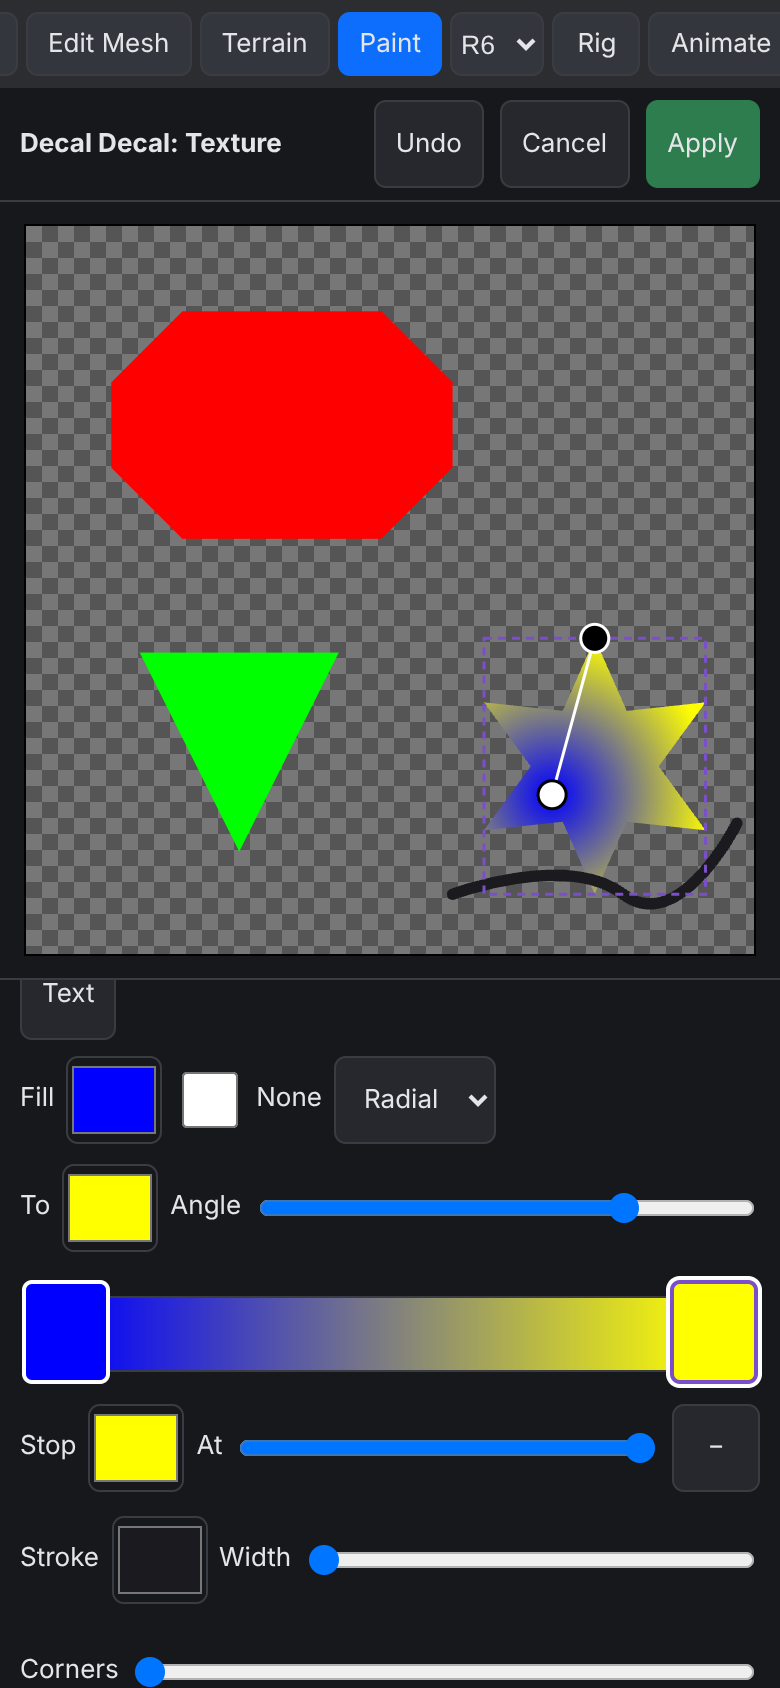 Edit Mesh Terrain Paint R6 Rig Animate
Decal Decal: Texture Undo Cancel Apply
Text
Fill None Radial
To Angle
Stop At −
Stroke Width
Corners